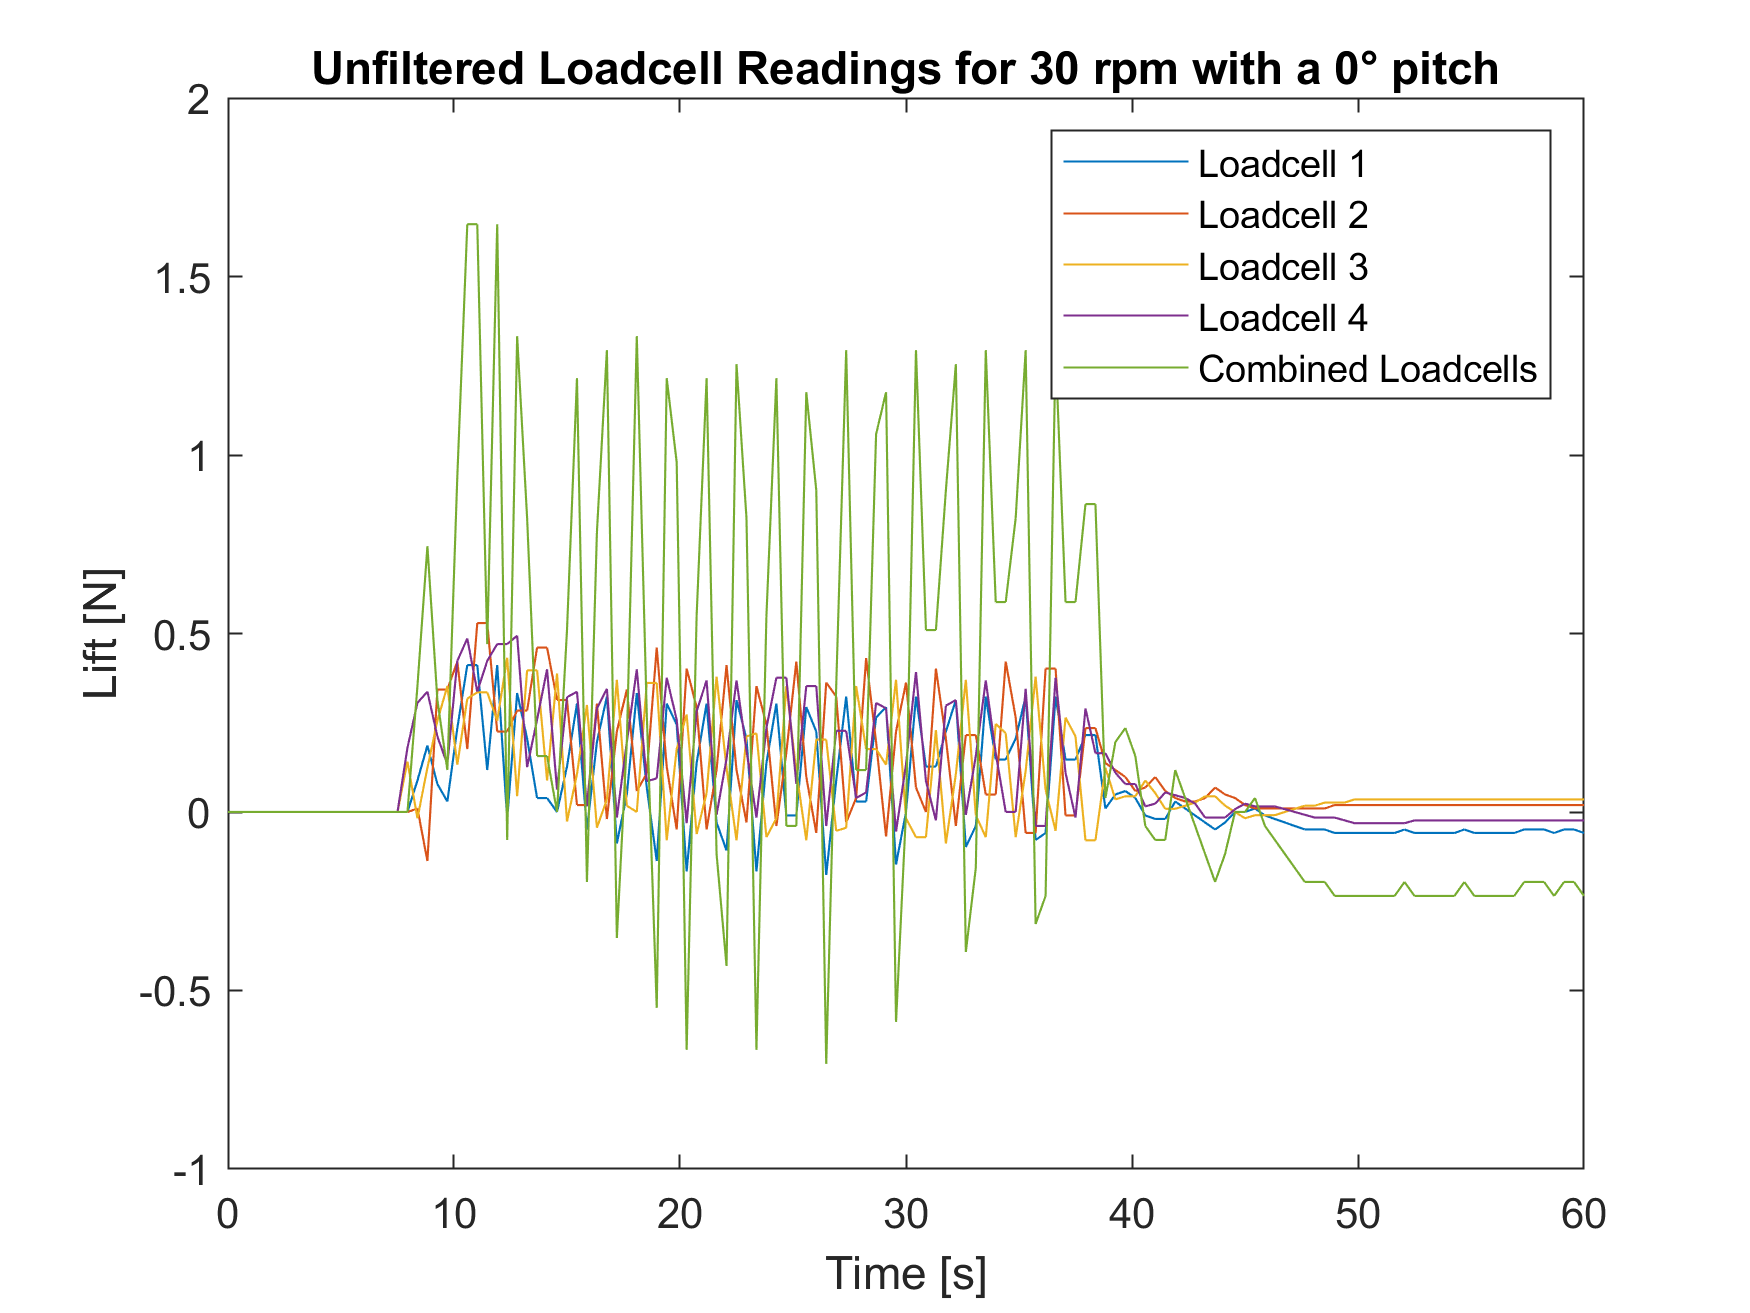 Unfiltered Loadcell Readings for 30 rpm with a 0° pitch
2
1.5
1
0.5
0
-0.5
-1
Lift [N]
Loadcell 1
Loadcell 2
Loadcell 3
Loadcell 4
Combined Loadcells
0 10 20 30 40 50 60
Time [s]